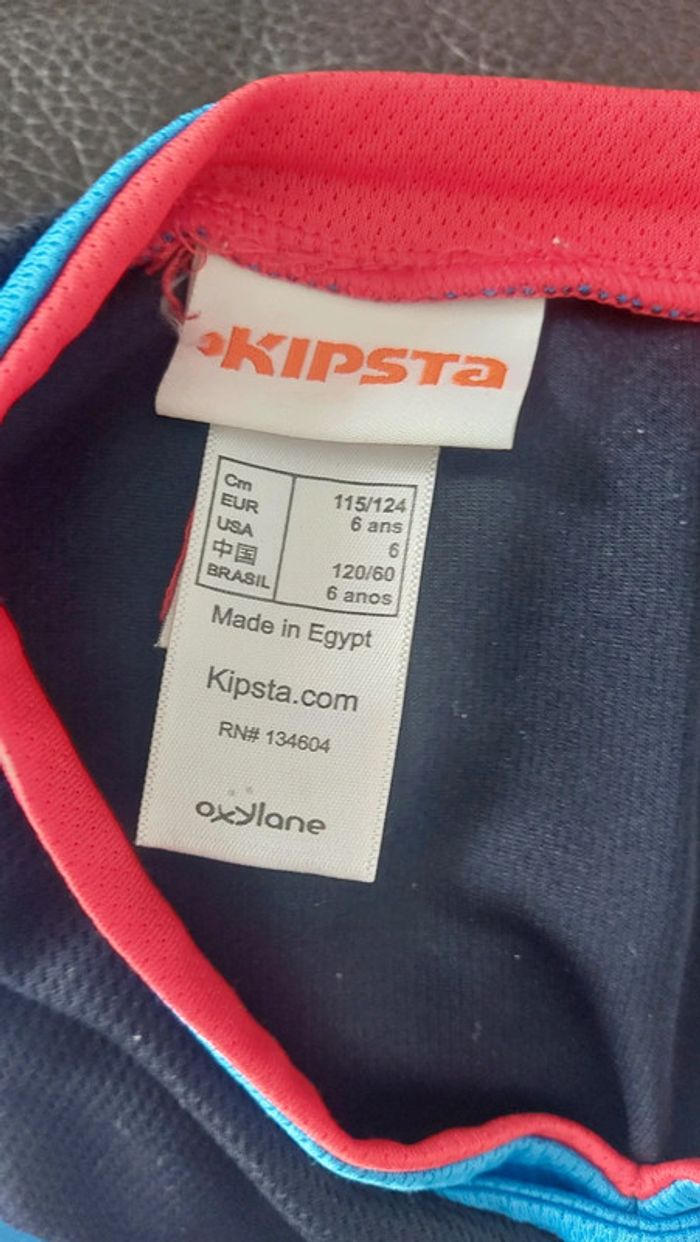 KIPSTA
Cm 115/124
EUR 6 ans
USA 6
中国 120/60
BRASIL 6 anos
Made in Egypt
Kipsta.com
RN# 134604
oxylane